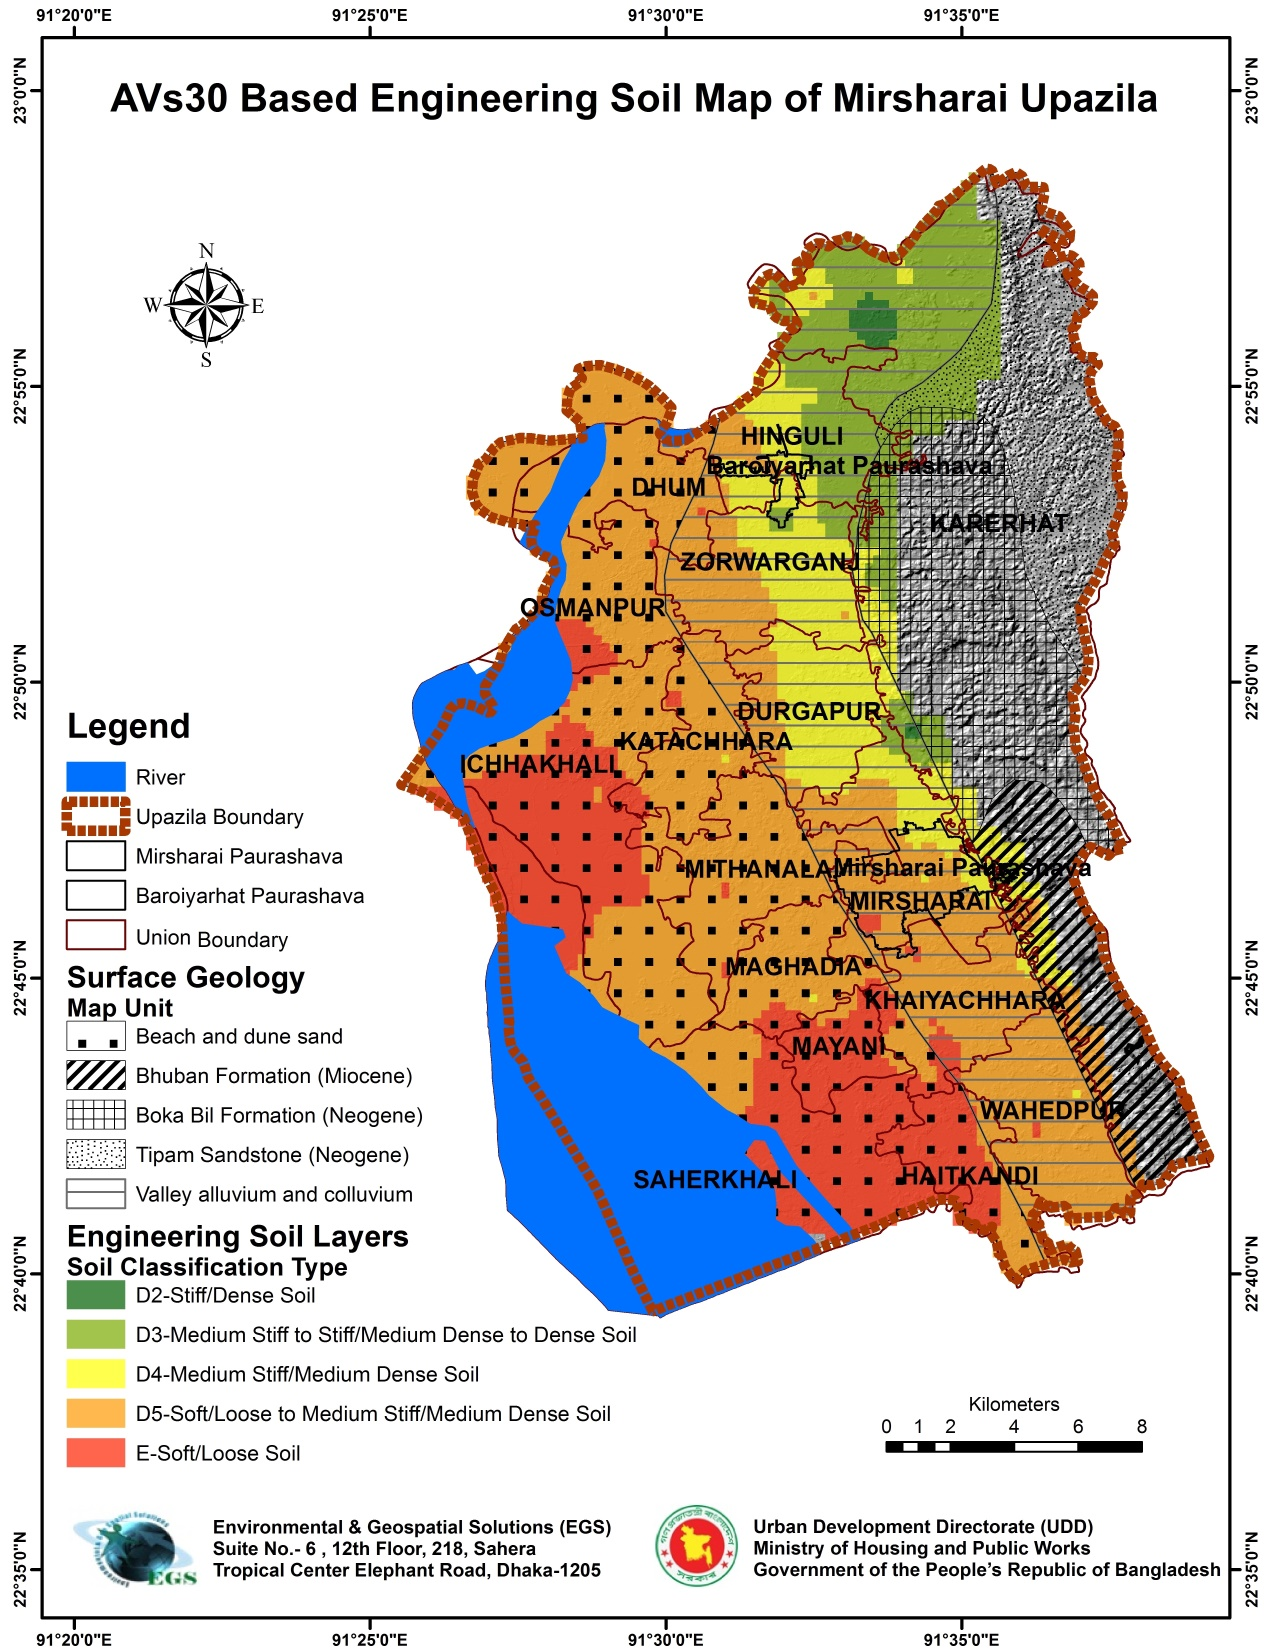 91°20'0"E 91°25'0"E 91°30'0"E 91°35'0"E
AVs30 Based Engineering Soil Map of Mirsharai Upazila
23°0'0"N 23°0'0"N
N
W E
S
22°55'0"N 22°55'0"N
HINGULI
Baroiyarhat Paurashava
DHUM
KARERHAT
ZORWARGANJ
OSMANPUR
22°50'0"N 22°50'0"N
DURGAPUR
KATACHHARA
ICHHAKHALI
MITHANALA
Mirsharai Paurashava
MIRSHARAI
MAGHADIA
22°45'0"N 22°45'0"N
KHAIYACHHARA
MAYANI
WAHEDPUR
SAHERKHALI
HAITKANDI
22°40'0"N 22°40'0"N
Legend
River
Upazila Boundary
Mirsharai Paurashava
Baroiyarhat Paurashava
Union Boundary
Surface Geology
Map Unit
Beach and dune sand
Bhuban Formation (Miocene)
Boka Bil Formation (Neogene)
Tipam Sandstone (Neogene)
Valley alluvium and colluvium
Engineering Soil Layers
Soil Classification Type
D2-Stiff/Dense Soil
D3-Medium Stiff to Stiff/Medium Dense to Dense Soil
D4-Medium Stiff/Medium Dense Soil
D5-Soft/Loose to Medium Stiff/Medium Dense Soil
E-Soft/Loose Soil
Kilometers
0 1 2 4 6 8
EGS
Environmental & Geospatial Solutions (EGS)
Suite No.- 6 , 12th Floor, 218, Sahera
Tropical Center Elephant Road, Dhaka-1205
Urban Development Directorate (UDD)
Ministry of Housing and Public Works
Government of the People's Republic of Bangladesh
22°35'0"N 22°35'0"N
91°20'0"E 91°25'0"E 91°30'0"E 91°35'0"E